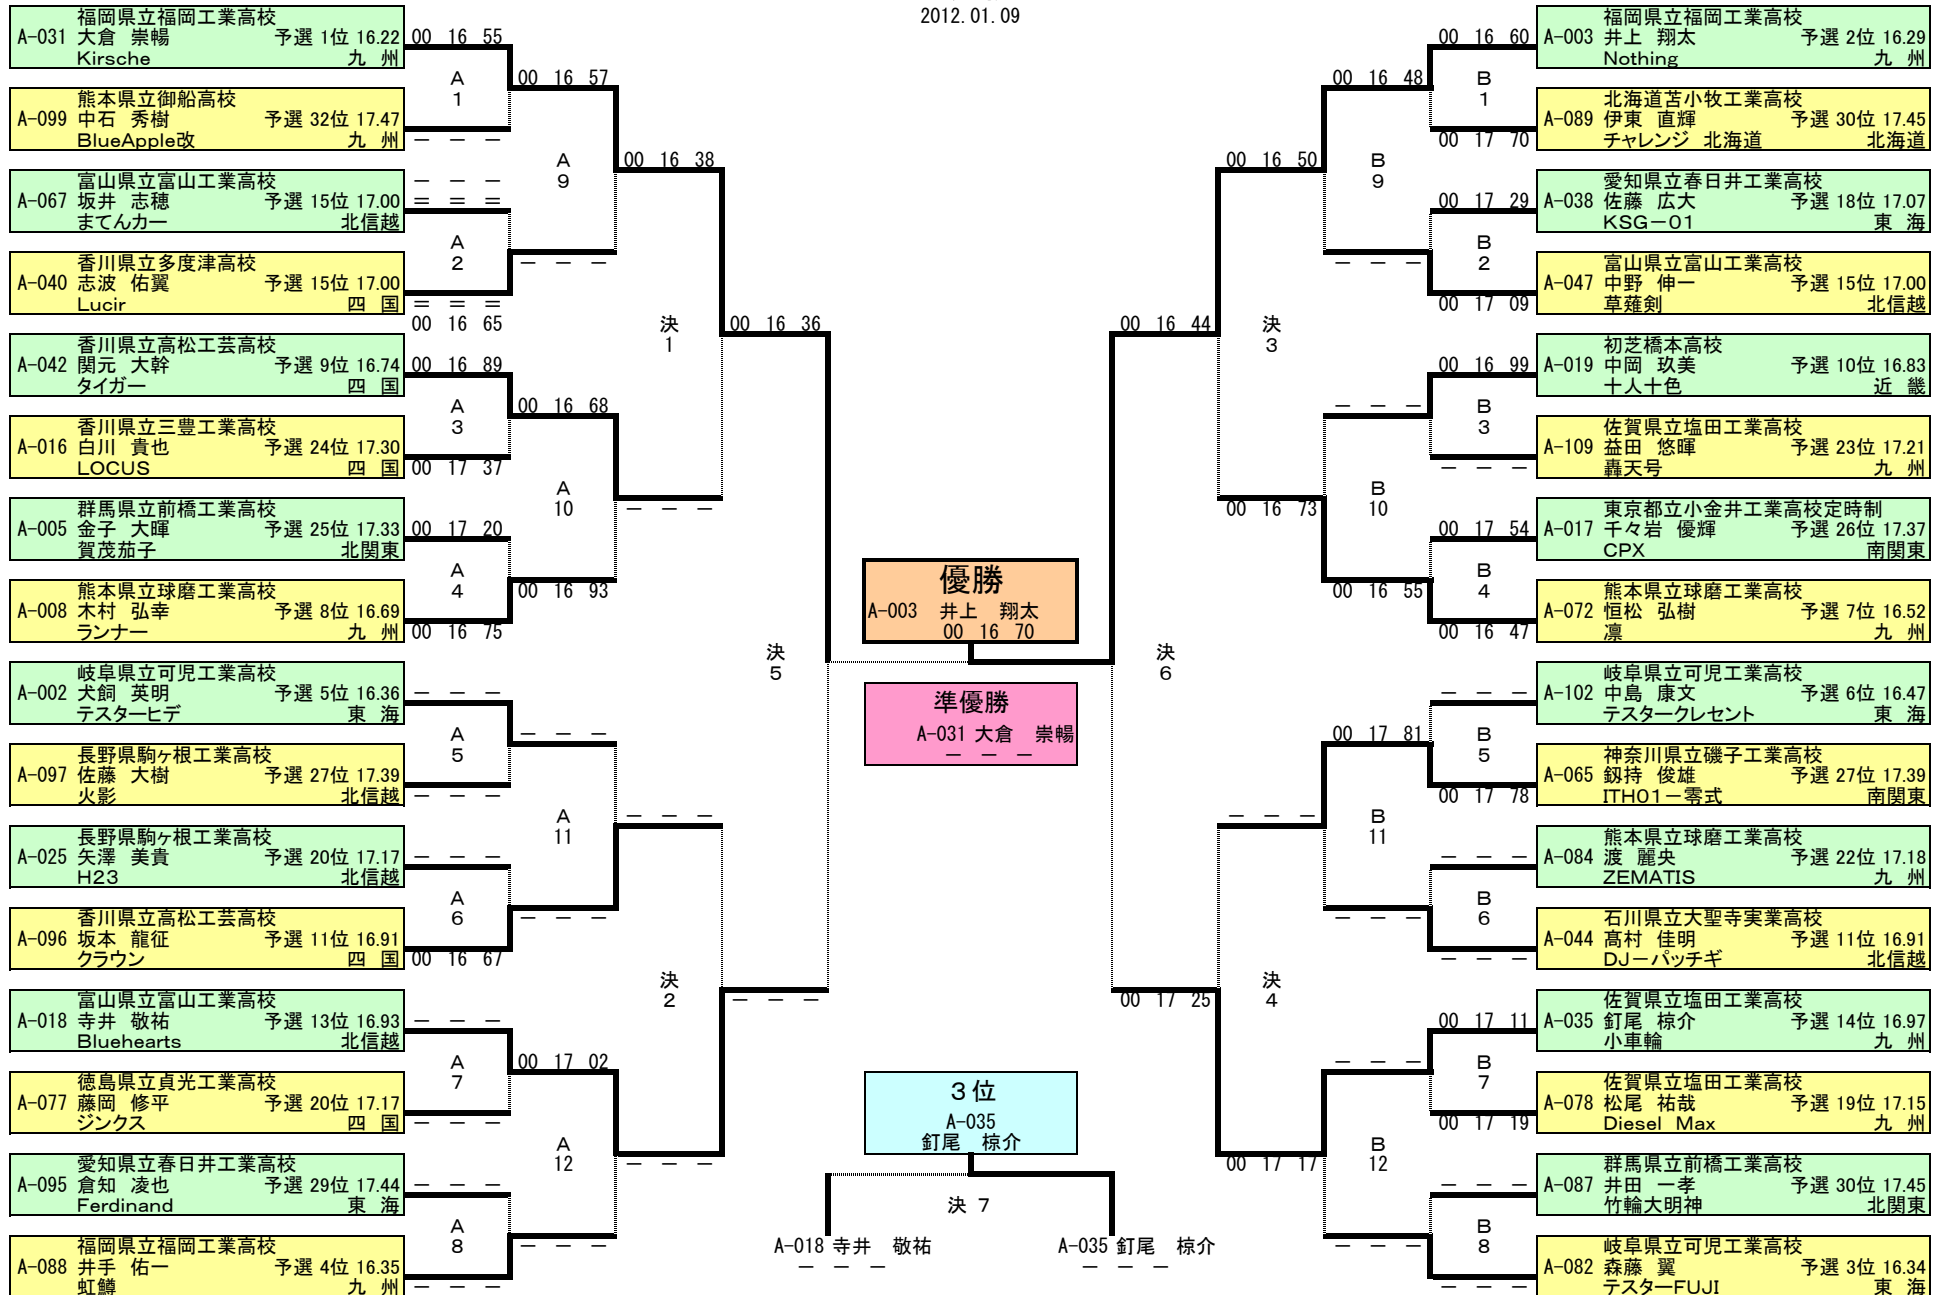 2012.01.09
福岡県立福岡工業高校
A-031 大倉 崇暢 予選 1位 16.22
Kirsche 九 州
00 16 55
A
1
熊本県立御船高校
A-099 中石 秀樹 予選 32位 17.47
BlueApple改 九 州
— — —
00 16 57
A
9
富山県立富山工業高校
A-067 坂井 志穂 予選 15位 17.00
まてんカー 北信越
— — —
= = =
A
2
香川県立多度津高校
A-040 志波 佑翼 予選 15位 17.00
Lucir 四 国
= = =
00 16 65
— — —
00 16 38
決
1
香川県立高松工芸高校
A-042 関元 大幹 予選 9位 16.74
タイガー 四 国
00 16 89
A
3
香川県立三豊工業高校
A-016 白川 貴也 予選 24位 17.30
LOCUS 四 国
00 17 37
00 16 68
A
10
群馬県立前橋工業高校
A-005 金子 大暉 予選 25位 17.33
賀茂茄子 北関東
00 17 20
A
4
熊本県立球磨工業高校
A-008 木村 弘幸 予選 8位 16.69
ランナー 九 州
00 16 75
00 16 93
— — —
00 16 36
決
5
岐阜県立可児工業高校
A-002 犬飼 英明 予選 5位 16.36
テスターヒデ 東 海
— — —
A
5
長野県駒ヶ根工業高校
A-097 佐藤 大樹 予選 27位 17.39
火影 北信越
— — —
— — —
A
11
長野県駒ヶ根工業高校
A-025 矢澤 美貴 予選 20位 17.17
H23 北信越
— — —
A
6
香川県立高松工芸高校
A-096 坂本 龍征 予選 11位 16.91
クラウン 四 国
00 16 67
— — —
— — —
決
2
富山県立富山工業高校
A-018 寺井 敬祐 予選 13位 16.93
Bluehearts 北信越
— — —
A
7
徳島県立貞光工業高校
A-077 藤岡 修平 予選 20位 17.17
ジンクス 四 国
— — —
00 17 02
A
12
愛知県立春日井工業高校
A-095 倉知 凌也 予選 29位 17.44
Ferdinand 東 海
— — —
A
8
福岡県立福岡工業高校
A-088 井手 佑一 予選 4位 16.35
虹鱒 九 州
— — —
— — —
— — —
— — —
優勝
A-003 井上 翔太
00 16 70
準優勝
A-031 大倉 崇暢
— — —
3位
A-035
釘尾 椋介
決 7
A-018 寺井 敬祐
— — —
A-035 釘尾 椋介
— — —
福岡県立福岡工業高校
A-003 井上 翔太 予選 2位 16.29
Nothing 九 州
00 16 60
B
1
北海道苫小牧工業高校
A-089 伊東 直輝 予選 30位 17.45
チャレンジ 北海道 北海道
00 17 70
00 16 48
B
9
愛知県立春日井工業高校
A-038 佐藤 広大 予選 18位 17.07
KSG－01 東 海
00 17 29
B
2
富山県立富山工業高校
A-047 中野 伸一 予選 15位 17.00
草薙剣 北信越
00 17 09
— — —
00 16 50
決
3
初芝橋本高校
A-019 中岡 玖美 予選 10位 16.83
十人十色 近 畿
00 16 99
B
3
佐賀県立塩田工業高校
A-109 益田 悠暉 予選 23位 17.21
轟天号 九 州
— — —
— — —
B
10
東京都立小金井工業高校定時制
A-017 千々岩 優輝 予選 26位 17.37
CPX 南関東
00 17 54
B
4
熊本県立球磨工業高校
A-072 恒松 弘樹 予選 7位 16.52
凛 九 州
00 16 47
00 16 55
00 16 73
00 16 44
決
6
岐阜県立可児工業高校
A-102 中島 康文 予選 6位 16.47
テスタークレセント 東 海
— — —
B
5
神奈川県立磯子工業高校
A-065 釼持 俊雄 予選 27位 17.39
ITH01－零式 南関東
00 17 78
00 17 81
B
11
熊本県立球磨工業高校
A-084 渡 麗央 予選 22位 17.18
ZEMATIS 九 州
— — —
B
6
石川県立大聖寺実業高校
A-044 髙村 佳明 予選 11位 16.91
DJ－パッチギ 北信越
— — —
— — —
— — —
決
4
佐賀県立塩田工業高校
A-035 釘尾 椋介 予選 14位 16.97
小車輪 九 州
00 17 11
B
7
佐賀県立塩田工業高校
A-078 松尾 祐哉 予選 19位 17.15
Diesel Max 九 州
00 17 19
— — —
B
12
群馬県立前橋工業高校
A-087 井田 一孝 予選 30位 17.45
竹輪大明神 北関東
— — —
B
8
岐阜県立可児工業高校
A-082 森藤 翼 予選 3位 16.34
テスターFUJI 東 海
— — —
— — —
00 17 17
00 17 25